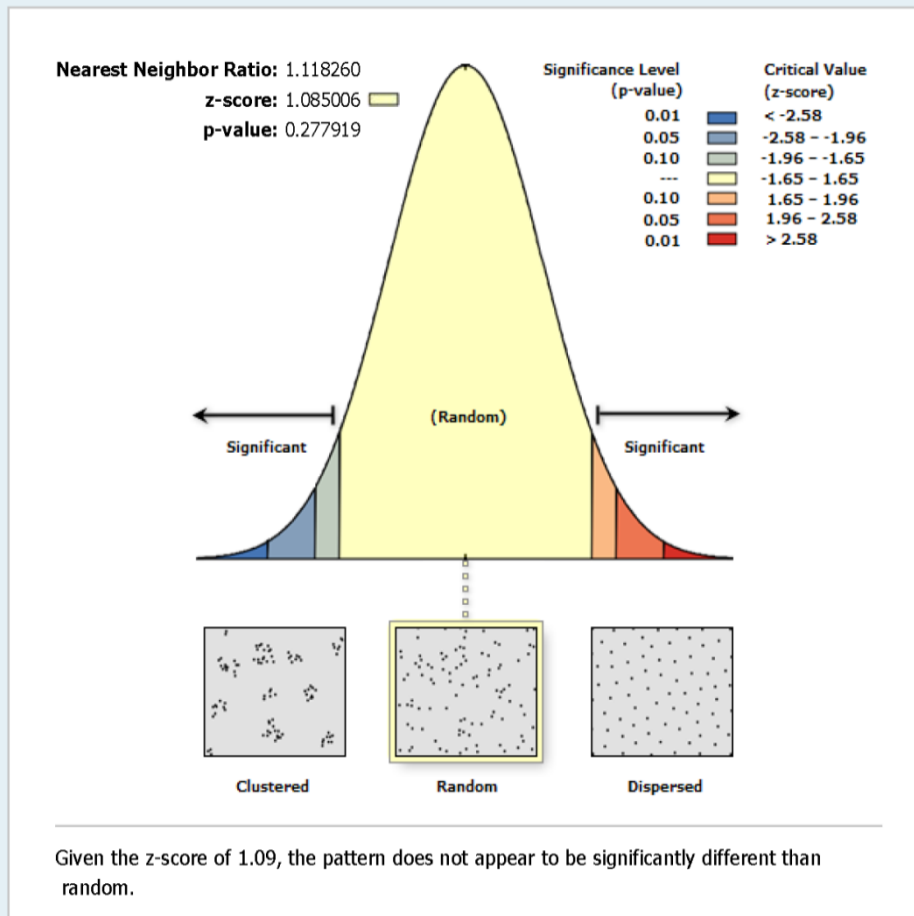 Nearest Neighbor Ratio: 1.118260
z-score: 1.085006
p-value: 0.277919
Significance Level Critical Value
(p-value) (z-score)
0.01 < -2.58
0.05 -2.58 - -1.96
0.10 -1.96 - -1.65
--- -1.65 - 1.65
0.10 1.65 - 1.96
0.05 1.96 - 2.58
0.01 > 2.58
(Random)
Significant Significant
Clustered Random Dispersed
Given the z-score of 1.09, the pattern does not appear to be significantly different than
random.